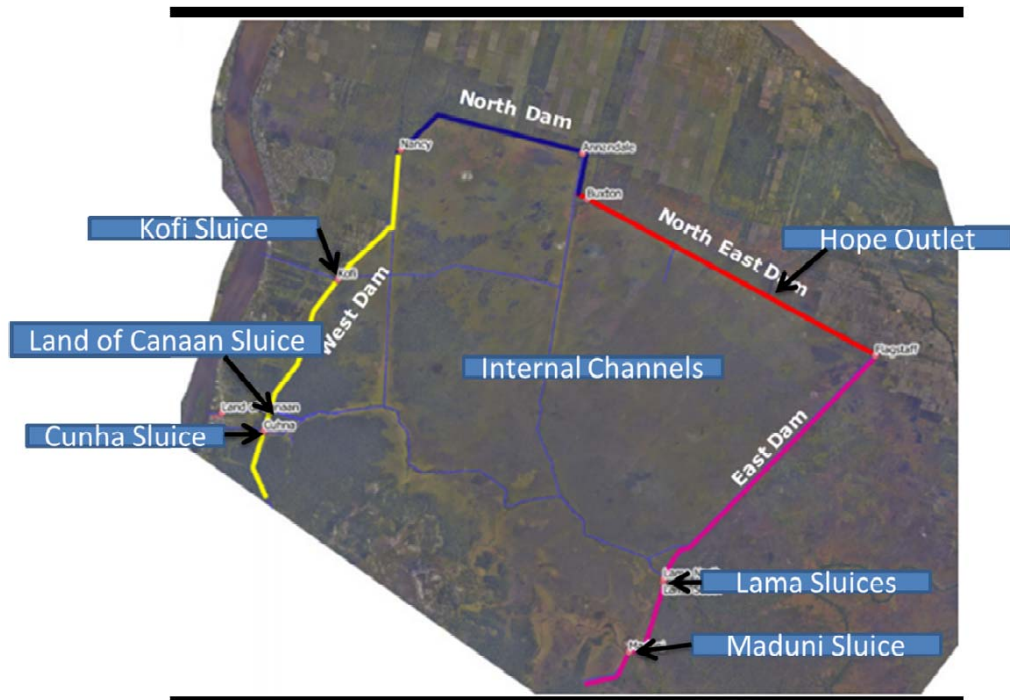 North Dam
Nancy
Annandale
Buxton
Kofi Sluice
North East Dam
Hope Outlet
Kofi
West Dam
Land of Canaan Sluice
Flagstaff
Internal Channels
Land of Canaan
Cuhna
Cunha Sluice
East Dam
Lama Sluices
Maduni Sluice